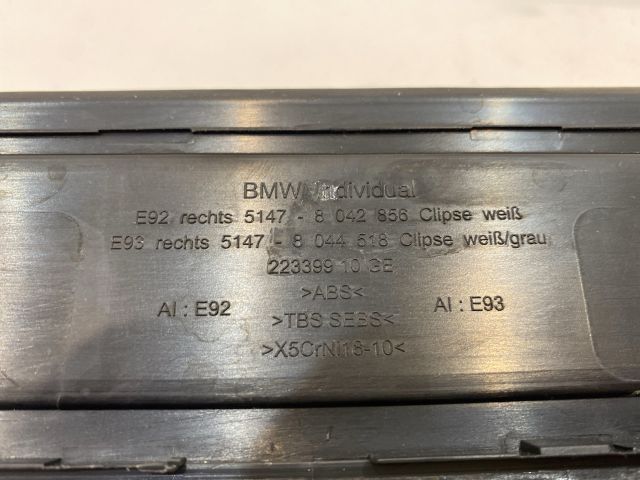 BMW Individual
E92 rechts 5147 - 8 042 856 Clipse weiß
E93 rechts 5147 - 8 044 518 Clipse weiß/grau
223399 10 GE
>ABS<
AI : E92
AI : E93
>TBS SEBS<
>X5CrNi18-10<